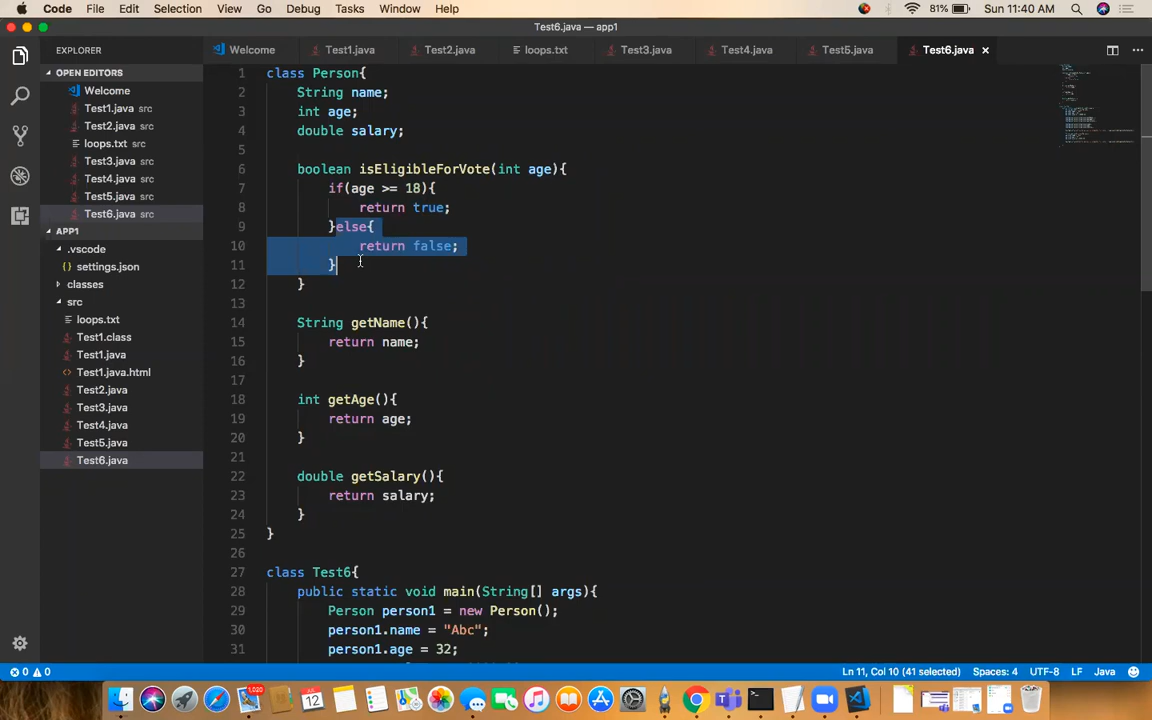 Code File Edit Selection View Go Debug Tasks Window Help 81% Sun 11:40 AM
Test6.java — app1
EXPLORER Welcome Test1.java Test2.java loops.txt Test3.java Test4.java Test5.java Test6.java
OPEN EDITORS
Welcome
Test1.java src
Test2.java src
loops.txt src
Test3.java src
Test4.java src
Test5.java src
Test6.java src
APP1
.vscode
settings.json
classes
src
loops.txt
Test1.class
Test1.java
Test1.java.html
Test2.java
Test3.java
Test4.java
Test5.java
Test6.java
1 class Person{
2 String name;
3 int age;
4 double salary;
5
6 boolean isEligibleForVote(int age){
7 if(age >= 18){
8 return true;
9 }else{
10 return false;
11 }
12 }
13
14 String getName(){
15 return name;
16 }
17
18 int getAge(){
19 return age;
20 }
21
22 double getSalary(){
23 return salary;
24 }
25 }
26
27 class Test6{
28 public static void main(String[] args){
29 Person person1 = new Person();
30 person1.name = "Abc";
31 person1.age = 32;
0 0 Ln 11, Col 10 (41 selected) Spaces: 4 UTF-8 LF Java
1,020
12